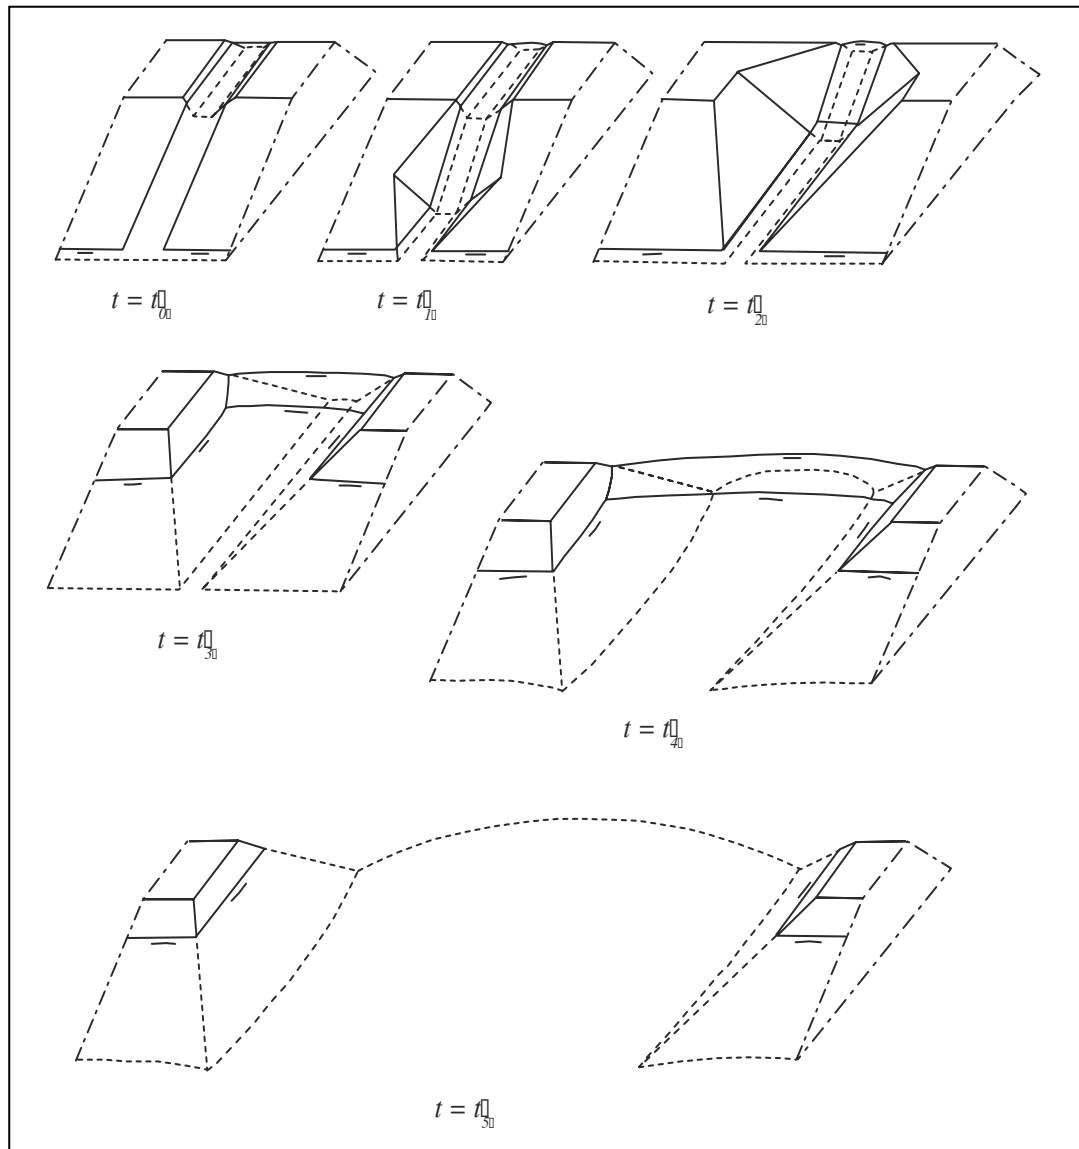 t = t₀
t = t₁
t = t₂
t = t₃
t = t₄
t = t₅